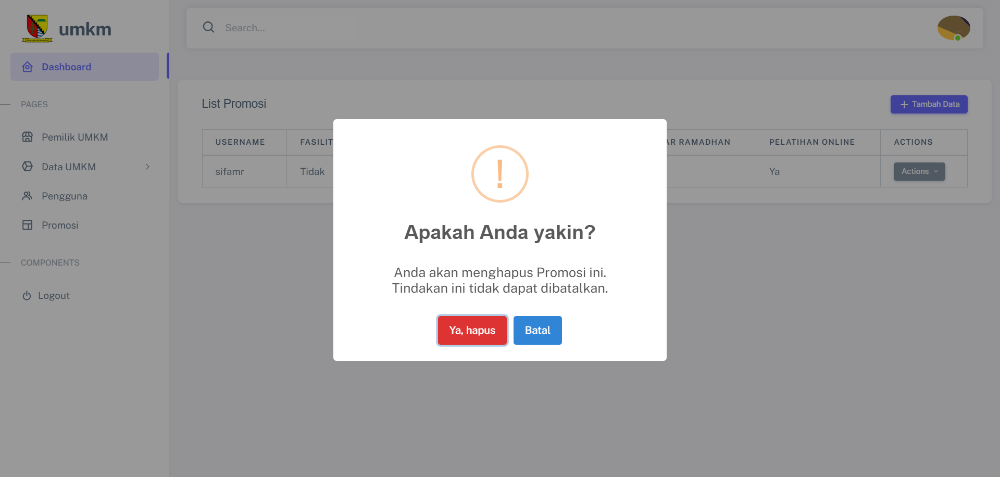 umkm
Search...
Dashboard
PAGES
Pemilik UMKM
Data UMKM
Pengguna
Promosi
COMPONENTS
Logout
List Promosi
Tambah Data
USERNAME
PELATIHAN ONLINE
ACTIONS
RAMADHAN
sifamr
Tidak
Ya
Actions
!
Apakah Anda yakin?
Anda akan menghapus Promosi ini.
Tindakan ini tidak dapat dibatalkan.
Ya, hapus
Batal